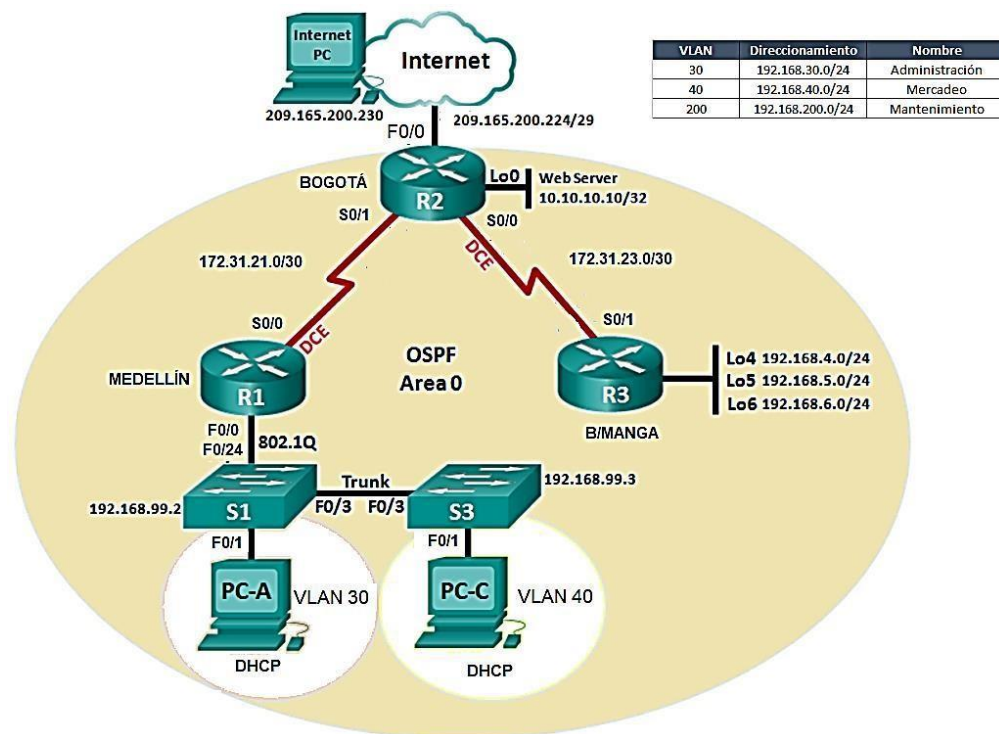 Internet
PC
Internet
209.165.200.230
209.165.200.224/29
VLAN Direccionamiento Nombre
30 192.168.30.0/24 Administración
40 192.168.40.0/24 Mercadeo
200 192.168.200.0/24 Mantenimiento
F0/0
BOGOTÁ
R2
Lo0
Web Server
10.10.10.10/32
S0/1
S0/0
DCE
172.31.21.0/30
172.31.23.0/30
S0/0
DCE
S0/1
MEDELLÍN
R1
OSPF
Area 0
R3
B/MANGA
Lo4 192.168.4.0/24
Lo5 192.168.5.0/24
Lo6 192.168.6.0/24
F0/0
F0/24
802.1Q
Trunk
192.168.99.2
S1
F0/3
F0/3
S3
192.168.99.3
F0/1
F0/1
PC-A
VLAN 30
PC-C
VLAN 40
DHCP
DHCP